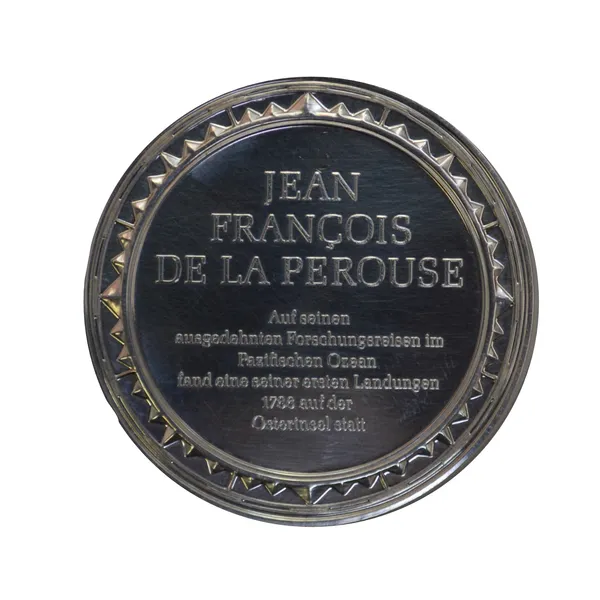 JEAN
FRANÇOIS
DE LA PEROUSE
Auf seinen
ausgedehnten Forschungsreisen im
Pazifischen Ozean
fand eine seiner ersten Landungen
1786 auf der
Osterinsel statt